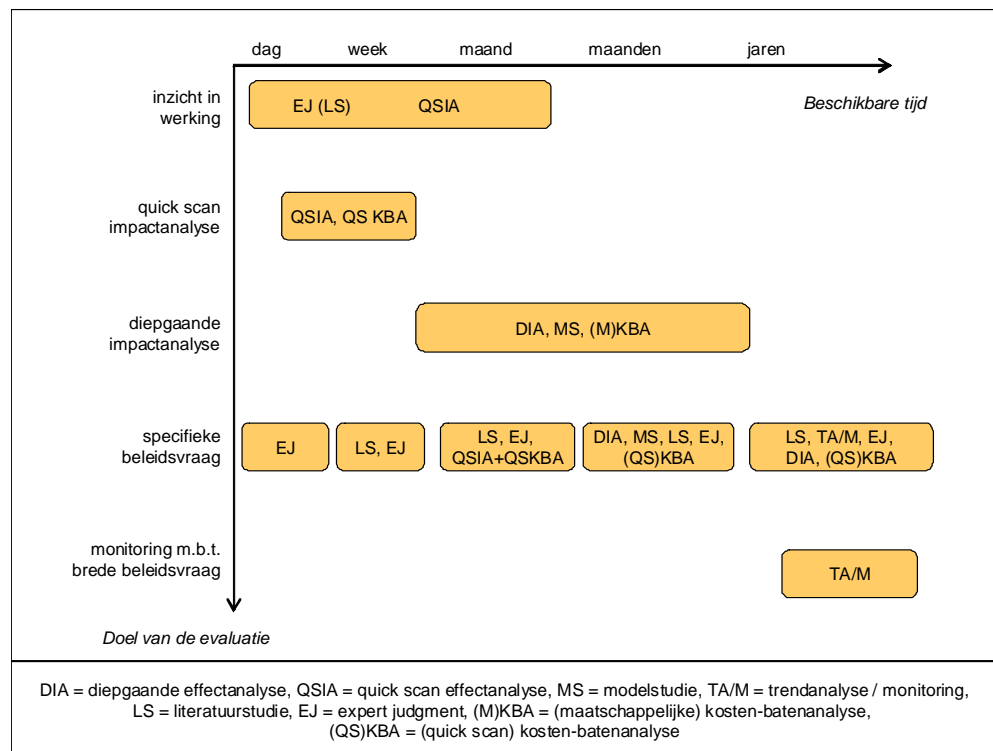 dag week maand maanden jaren
Beschikbare tijd
inzicht in
werking
EJ (LS) QSIA
quick scan
impactanalyse
QSIA, QS KBA
diepgaande
impactanalyse
DIA, MS, (M)KBA
specifieke
beleidsvraag
EJ
LS, EJ
LS, EJ,
QSIA+QSKBA
DIA, MS, LS, EJ,
(QS)KBA
LS, TA/M, EJ,
DIA, (QS)KBA
monitoring m.b.t.
brede beleidsvraag
TA/M
Doel van de evaluatie
DIA = diepgaande effectanalyse, QSIA = quick scan effectanalyse, MS = modelstudie, TA/M = trendanalyse / monitoring,
LS = literatuurstudie, EJ = expert judgment, (M)KBA = (maatschappelijke) kosten-batenanalyse,
(QS)KBA = (quick scan) kosten-batenanalyse